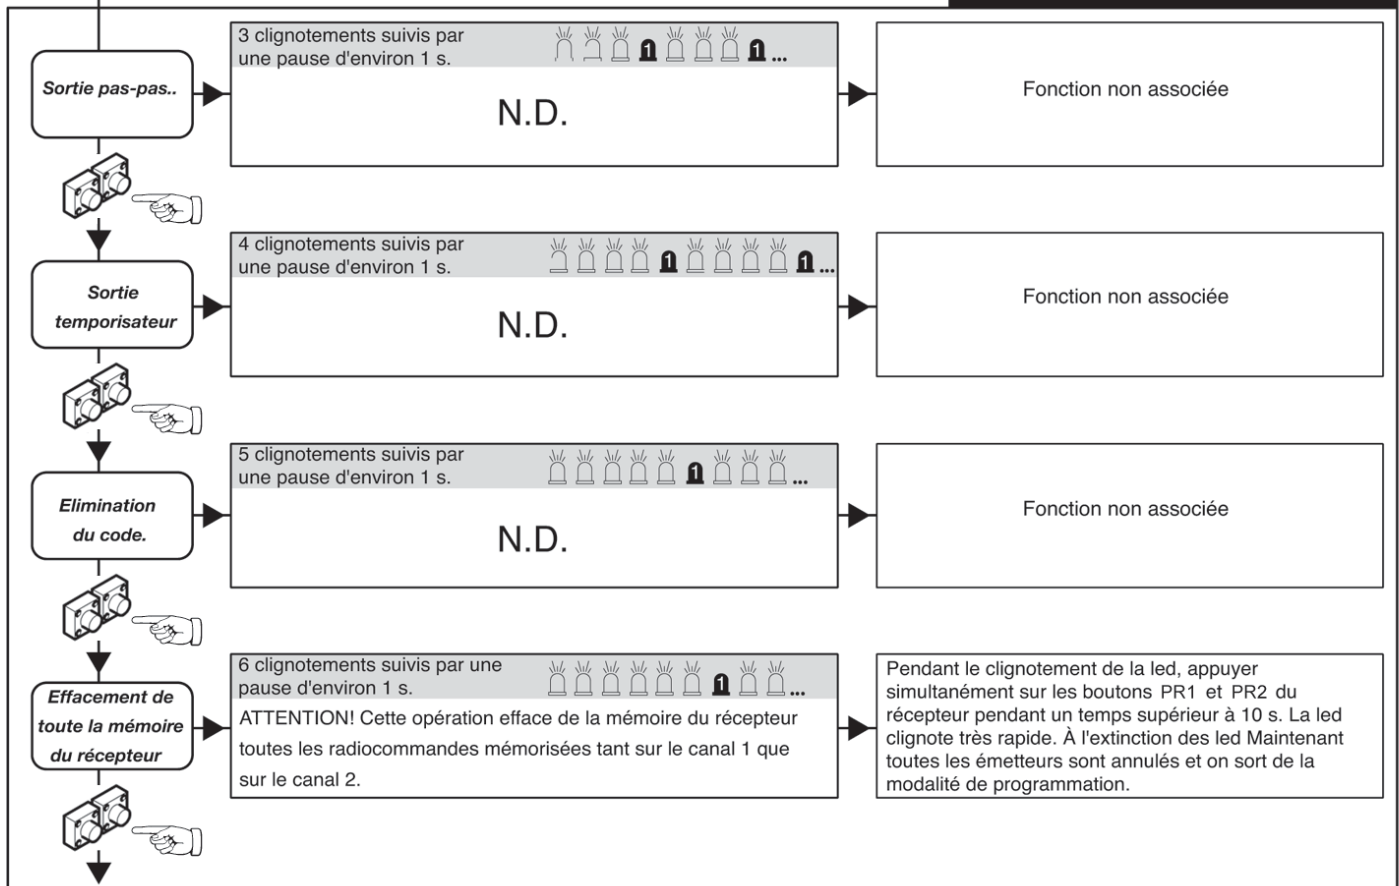 Sortie pas-pas..
3 clignotements suivis par
une pause d'environ 1 s.
1
1
...
N.D.
Fonction non associée
Sortie
temporisateur
4 clignotements suivis par
une pause d'environ 1 s.
1
1
...
N.D.
Fonction non associée
Elimination
du code.
5 clignotements suivis par
une pause d'environ 1 s.
1
...
N.D.
Fonction non associée
Effacement de
toute la mémoire
du récepteur
6 clignotements suivis par une
pause d'environ 1 s.
1
...
ATTENTION! Cette opération efface de la mémoire du récepteur
toutes les radiocommandes mémorisées tant sur le canal 1 que
sur le canal 2.
Pendant le clignotement de la led, appuyer
simultanément sur les boutons PR1 et PR2 du
récepteur pendant un temps supérieur à 10 s. La led
clignote très rapide. À l'extinction des led Maintenant
toutes les émetteurs sont annulés et on sort de la
modalité de programmation.